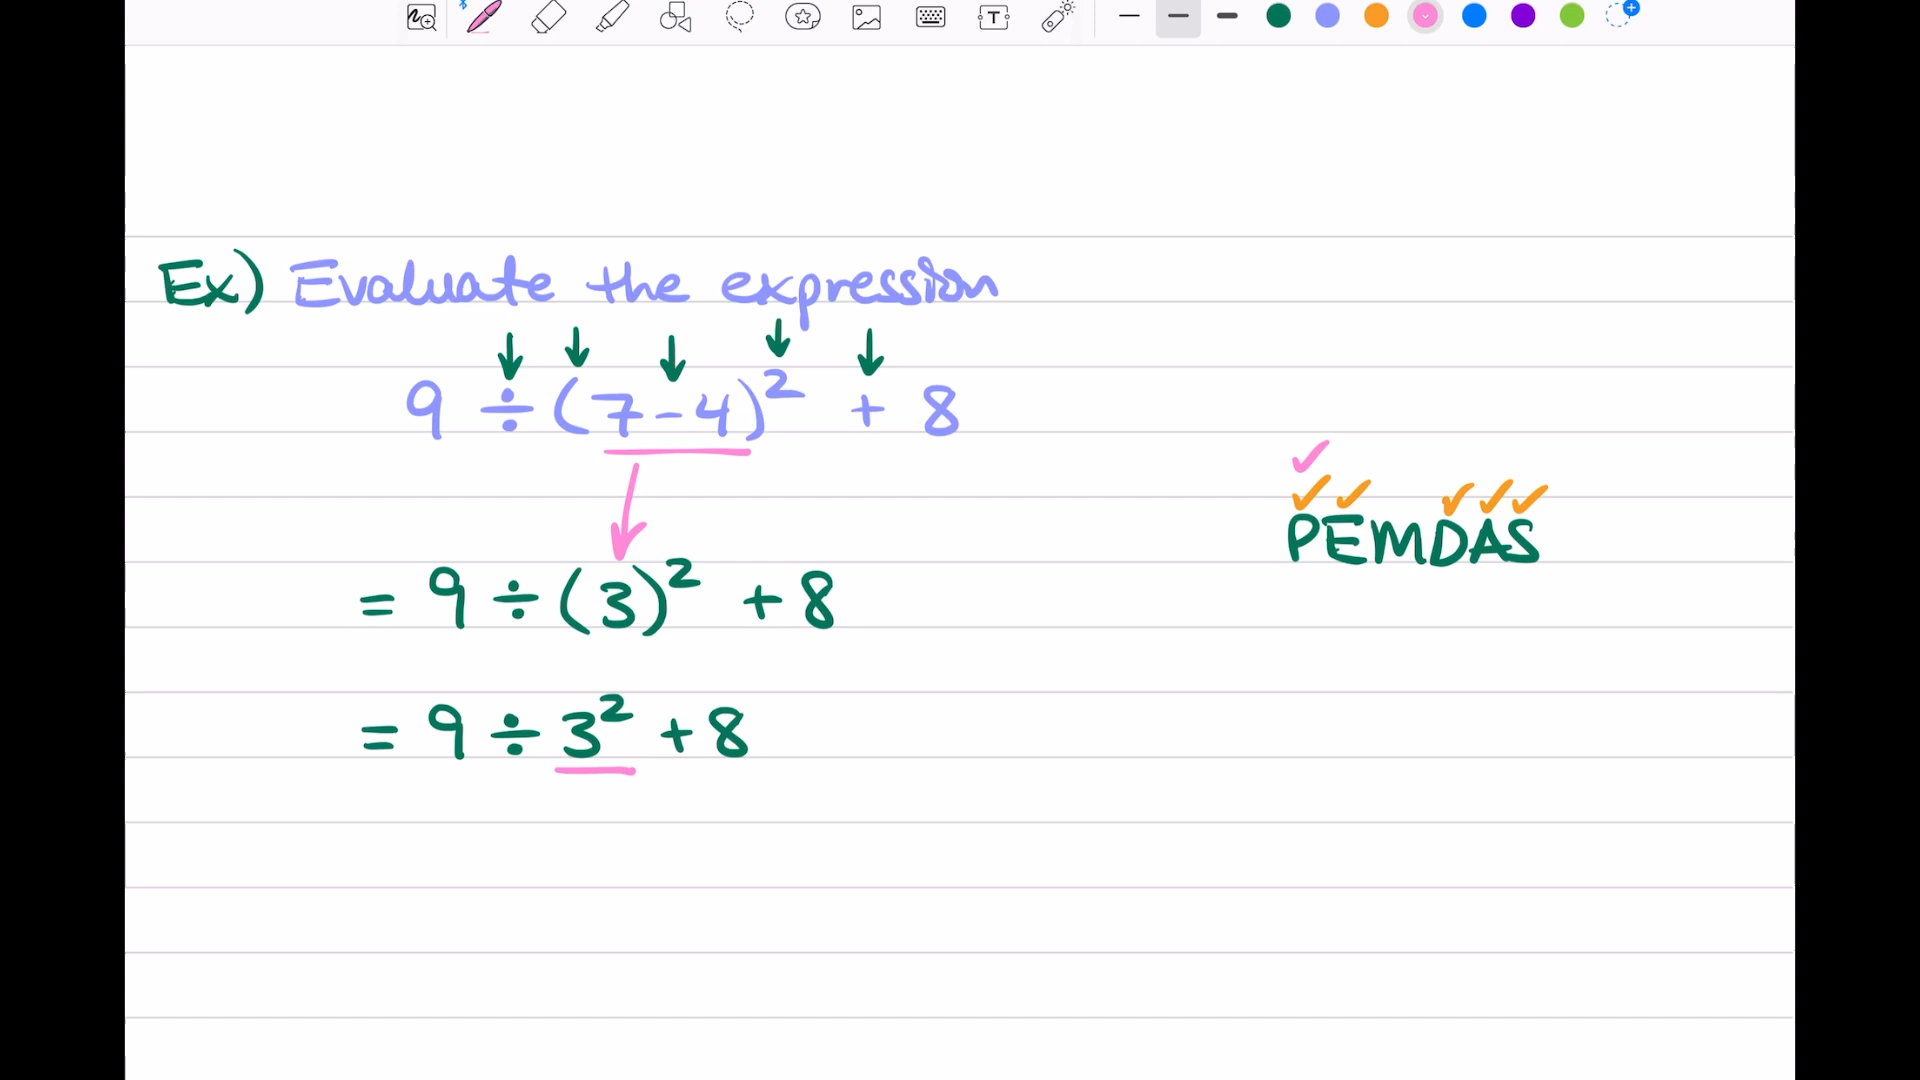 Ex) Evaluate the expression
9 ÷ (7-4)² + 8
PEMDAS
= 9 ÷ (3)² + 8
= 9 ÷ 3² + 8